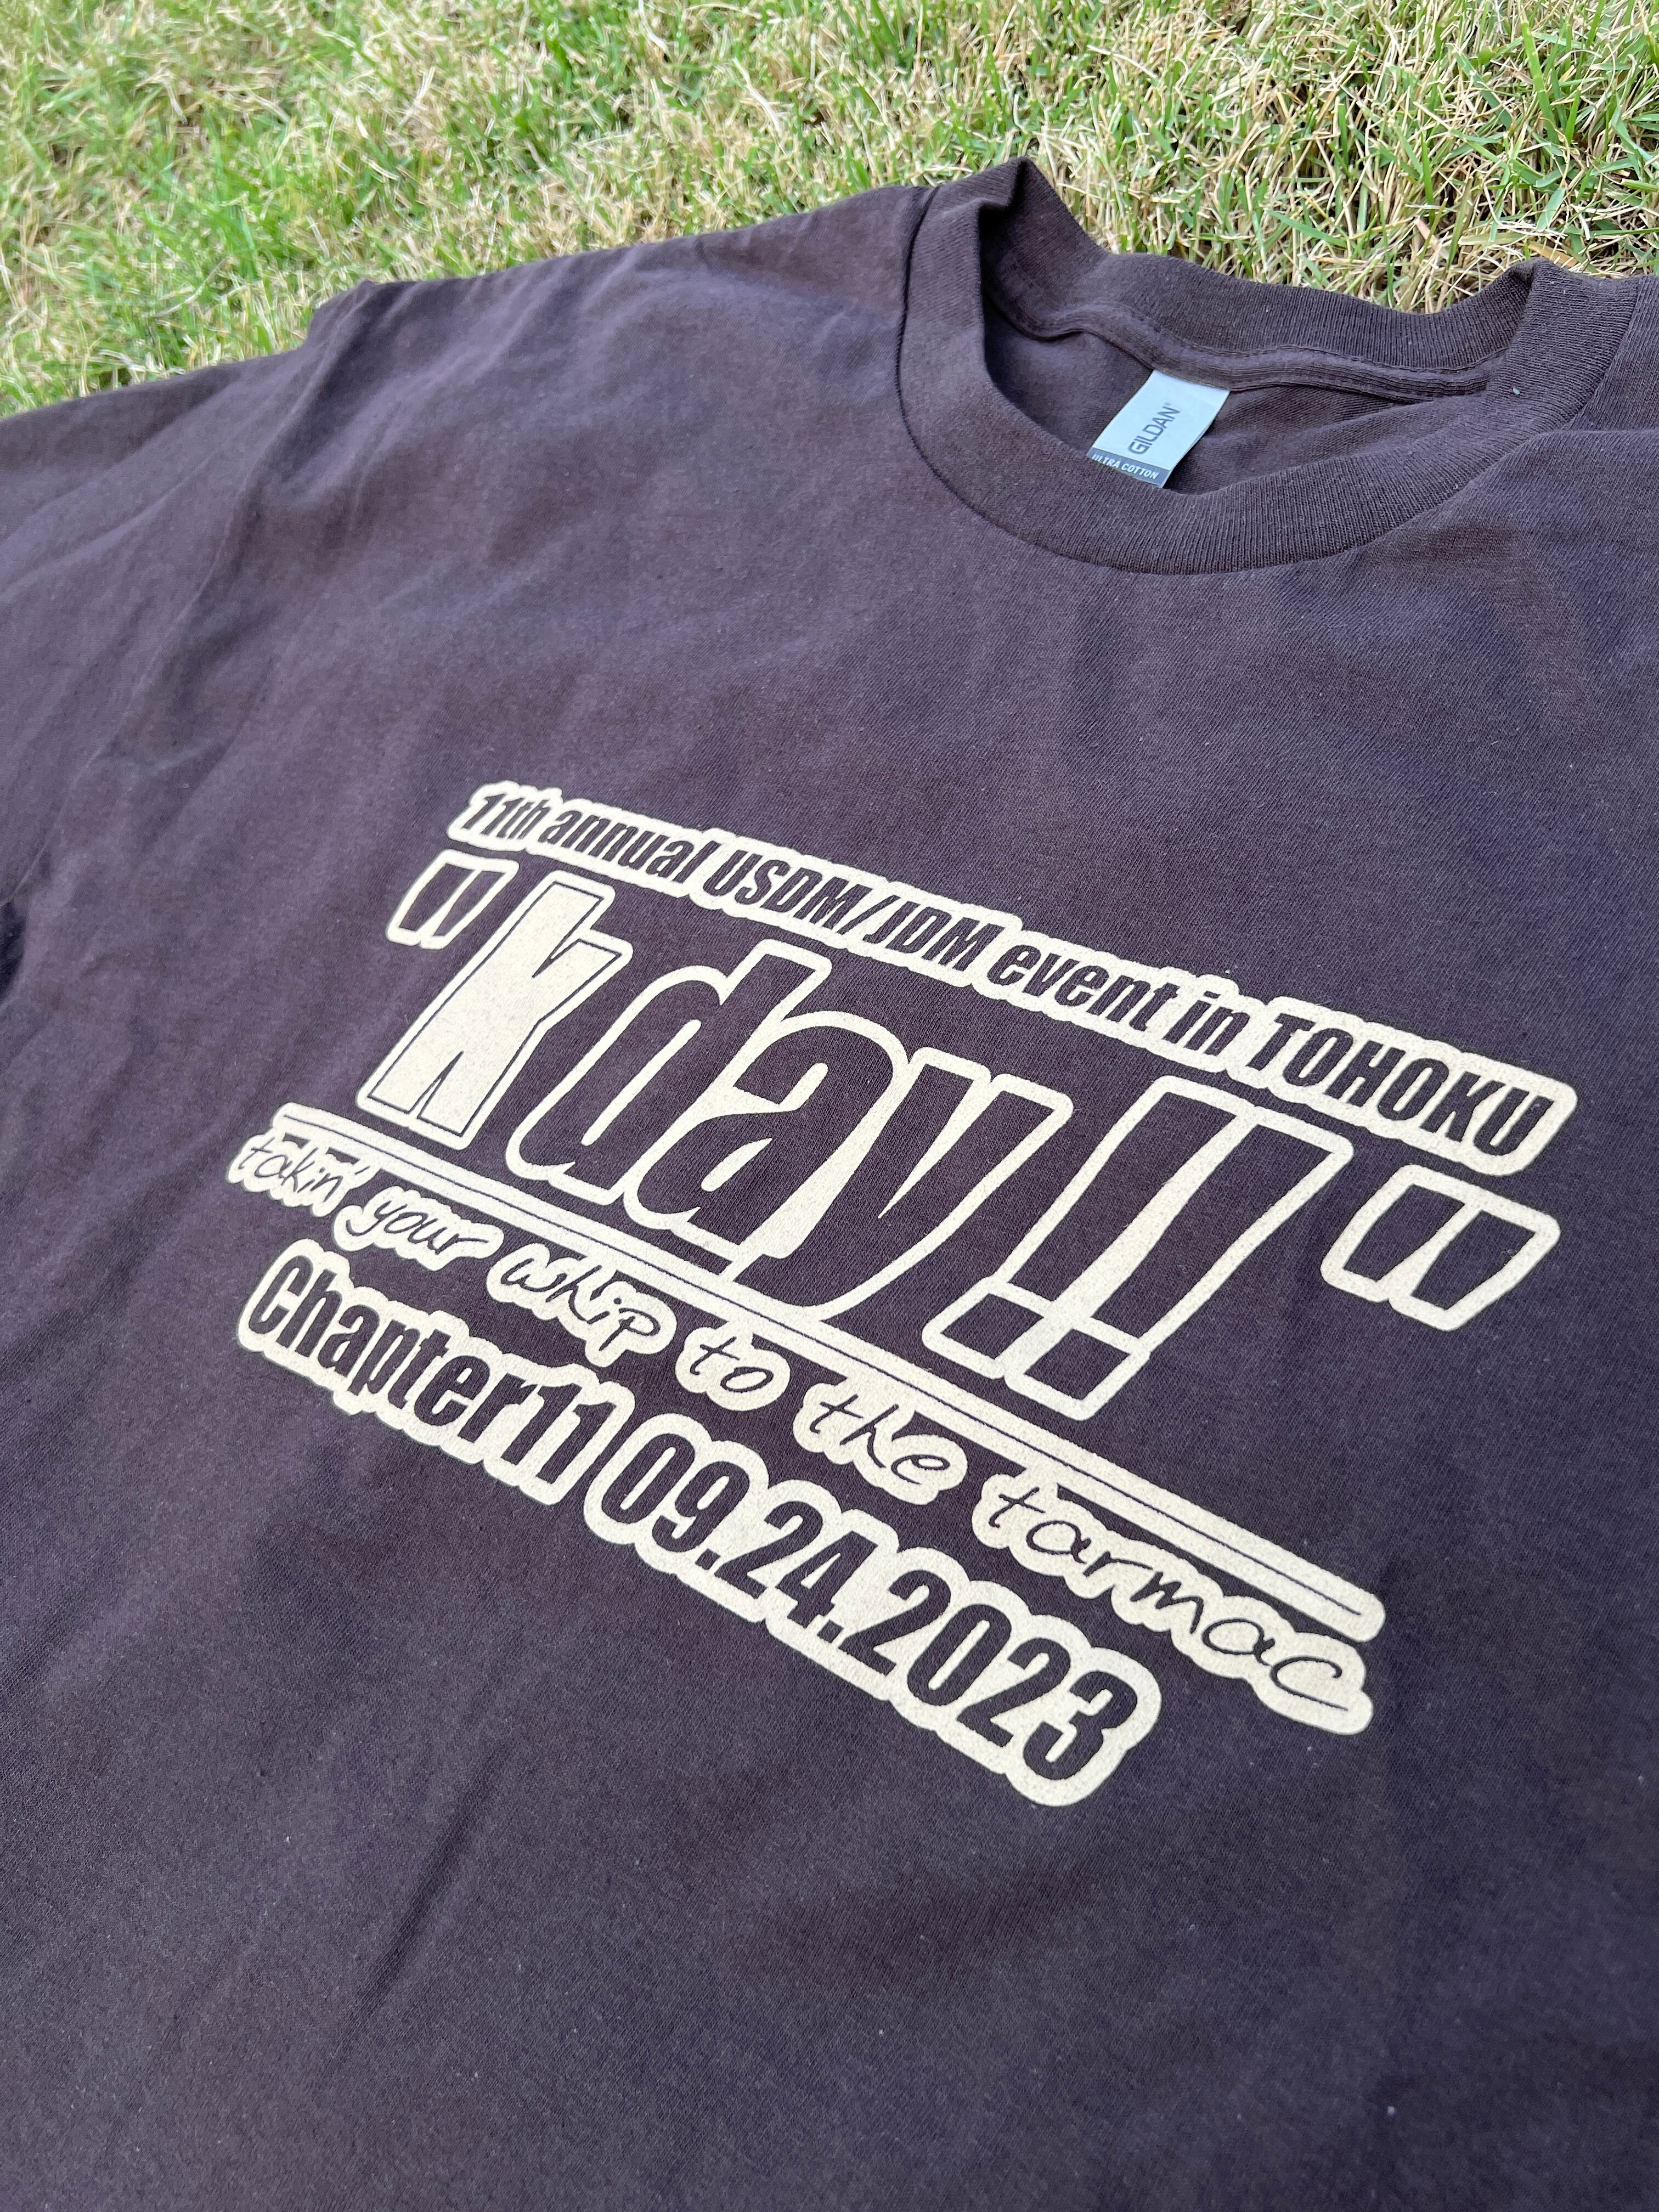 GILDAN®
ULTRA COTTON
11th annual USDM/JDM event in TOHOKU
"kday!!"
takin' your whip to the tarmac
Chapter11 09.24.2023